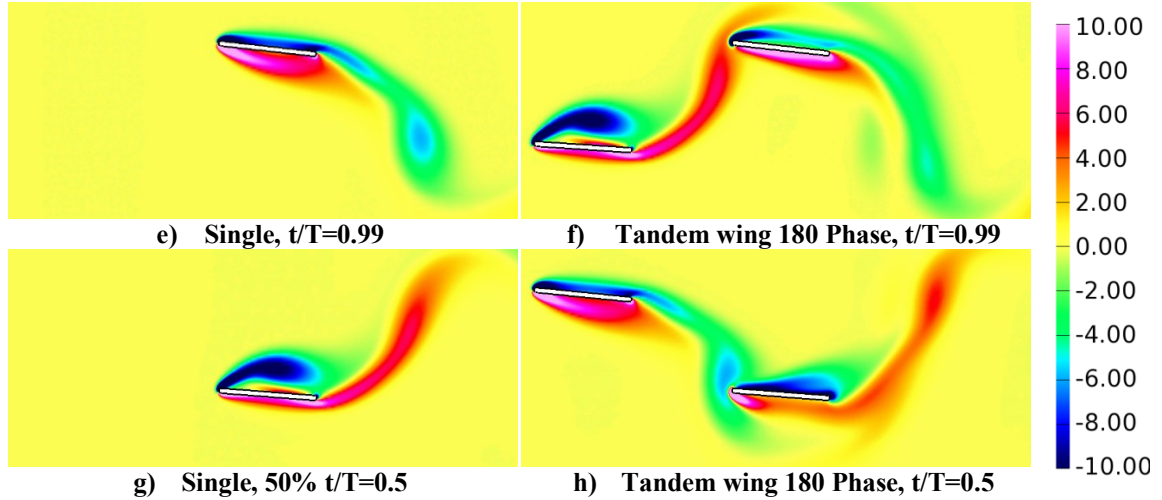 10.00
8.00
6.00
4.00
2.00
0.00
-2.00
-4.00
-6.00
-8.00
-10.00
e) Single, t/T=0.99
f) Tandem wing 180 Phase, t/T=0.99
g) Single, 50% t/T=0.5
h) Tandem wing 180 Phase, t/T=0.5